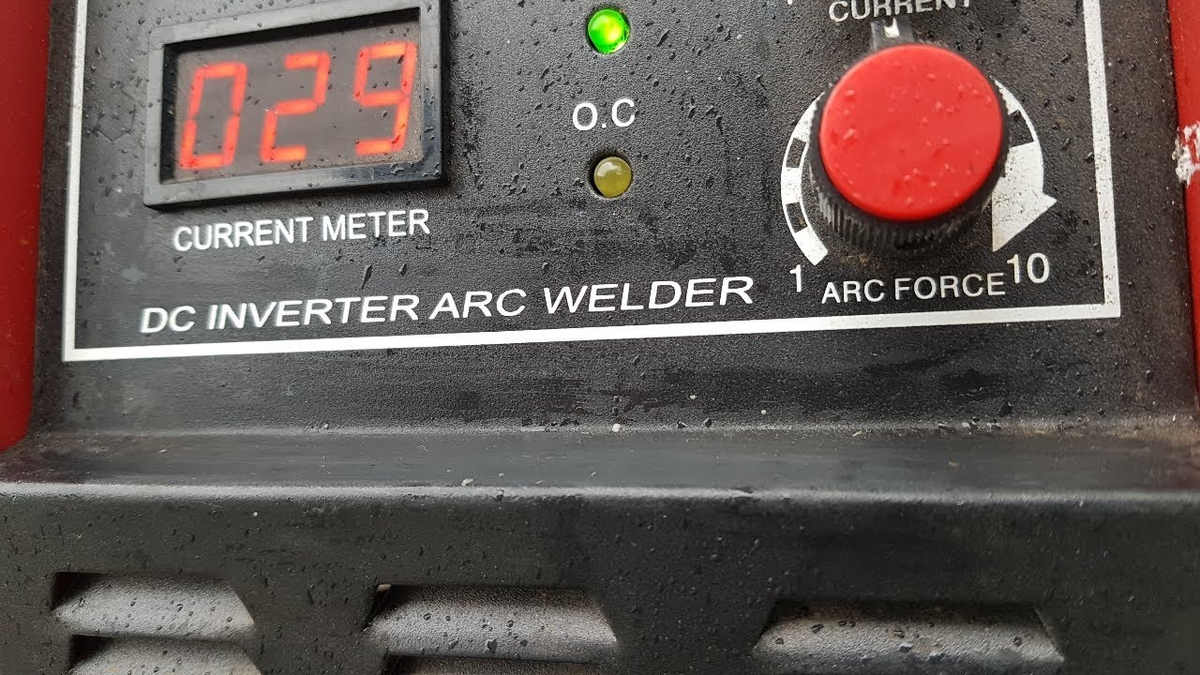 CURRENT
029
O.C
CURRENT METER
DC INVERTER ARC WELDER
1 ARC FORCE 10